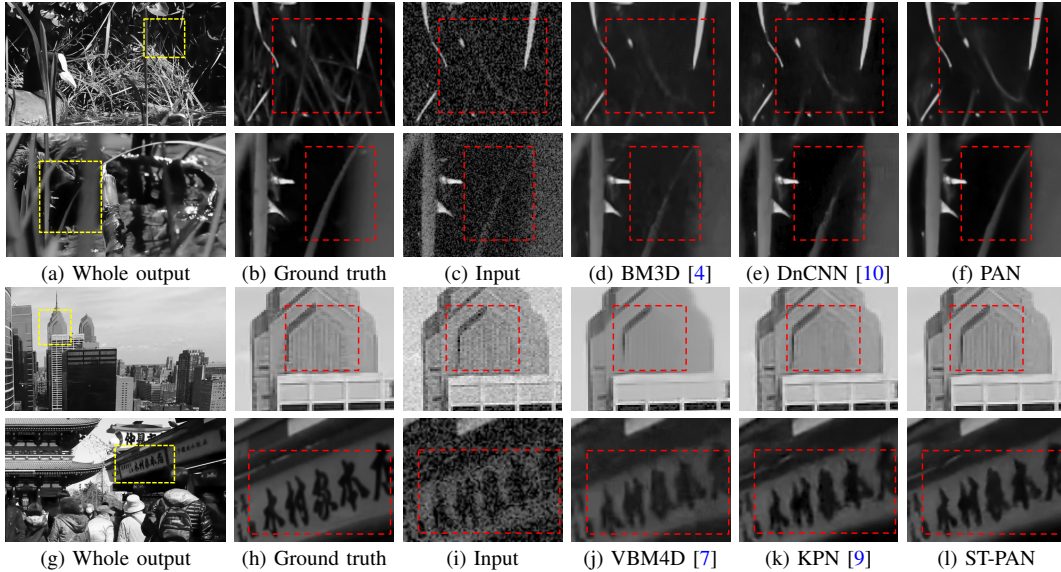 (a) Whole output (b) Ground truth (c) Input (d) BM3D [4] (e) DnCNN [10] (f) PAN
(g) Whole output (h) Ground truth (i) Input (j) VBM4D [7] (k) KPN [9] (l) ST-PAN